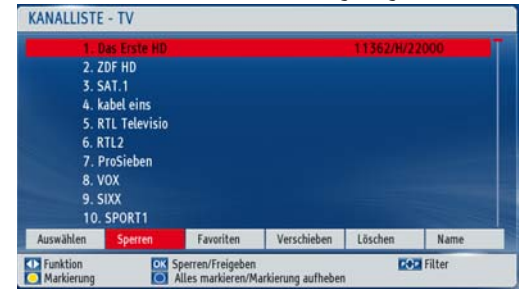 KANALLISTE - TV
1. Das Erste HD 11362/H/22000
2. ZDF HD
3. SAT.1
4. kabel eins
5. RTL Televisio
6. RTL2
7. ProSieben
8. VOX
9. SIXX
10. SPORT1
Auswählen Sperren Favoriten Verschieben Löschen Name
Funktion OK Sperren/Freigeben Filter
Markierung Alles markieren/Markierung aufheben